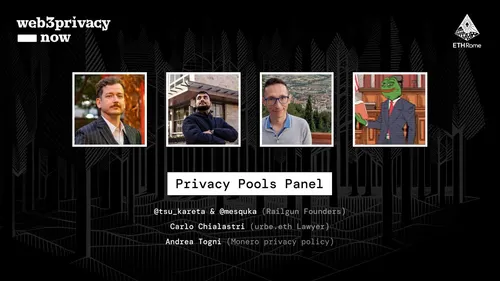 web3privacy
now
ETHRome
Privacy Pools Panel
@tsu_kareta & @mesquka (Railgun Founders)
Carlo Chialastri (urbe.eth Lawyer)
Andrea Togni (Monero privacy policy)